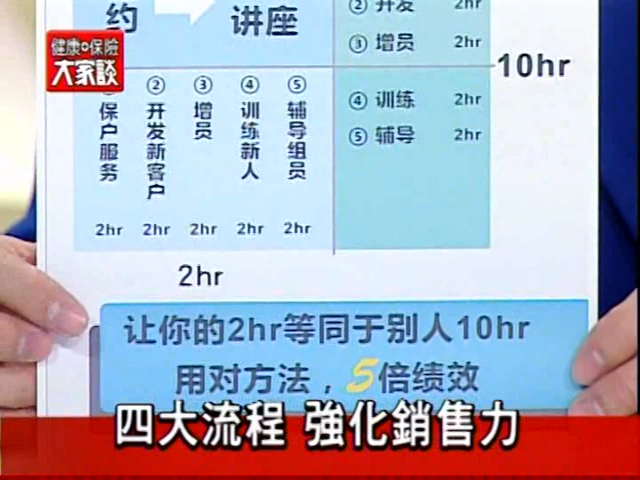 约
讲座
② 开发 2hr
③ 增员 2hr
10hr
④ 训练 2hr
⑤ 辅导 2hr
健康e保險
大家談
保户服务
② 开发新客户
③ 增员
④ 训练新人
⑤ 辅导组员
2hr 2hr 2hr 2hr 2hr
2hr
让你的2hr等同于别人10hr
用对方法，5倍绩效
四大流程 強化銷售力